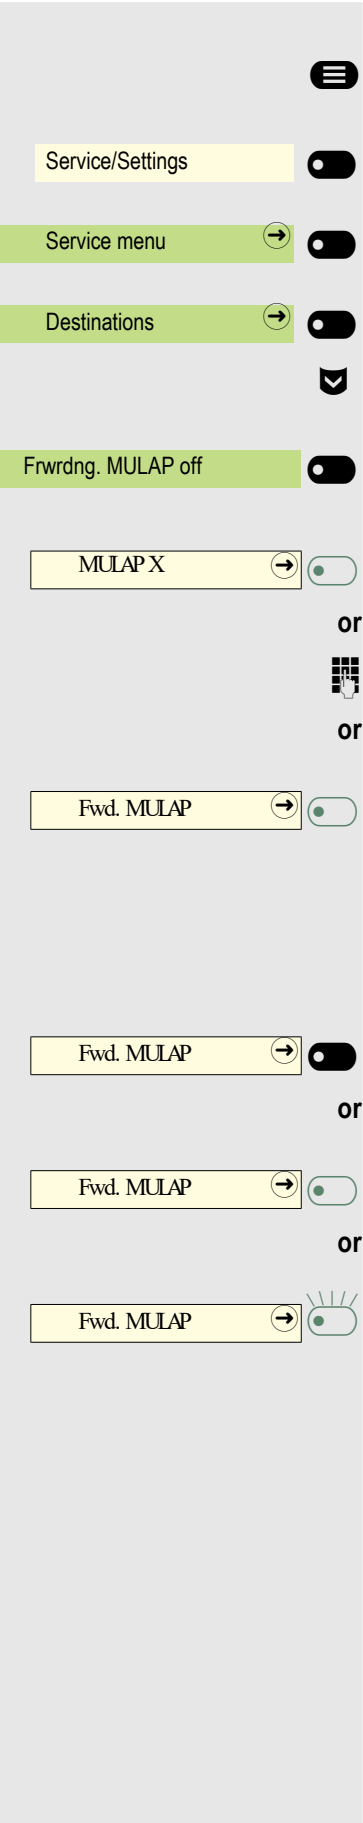 Service/Settings
Service menu
Destinations
Frwrdng. MULAP off
MULAP X
or
or
Fwd. MULAP
Fwd. MULAP
or
Fwd. MULAP
or
Fwd. MULAP